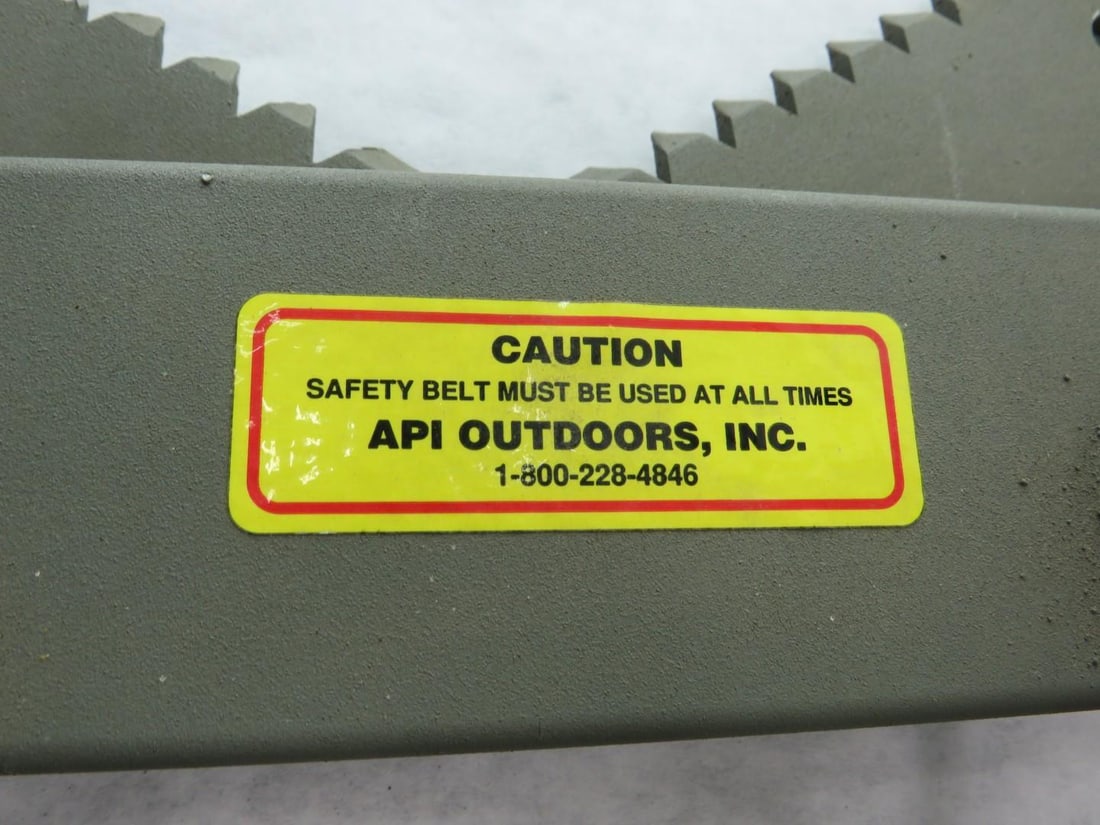 CAUTION
SAFETY BELT MUST BE USED AT ALL TIMES
API OUTDOORS, INC.
1-800-228-4846